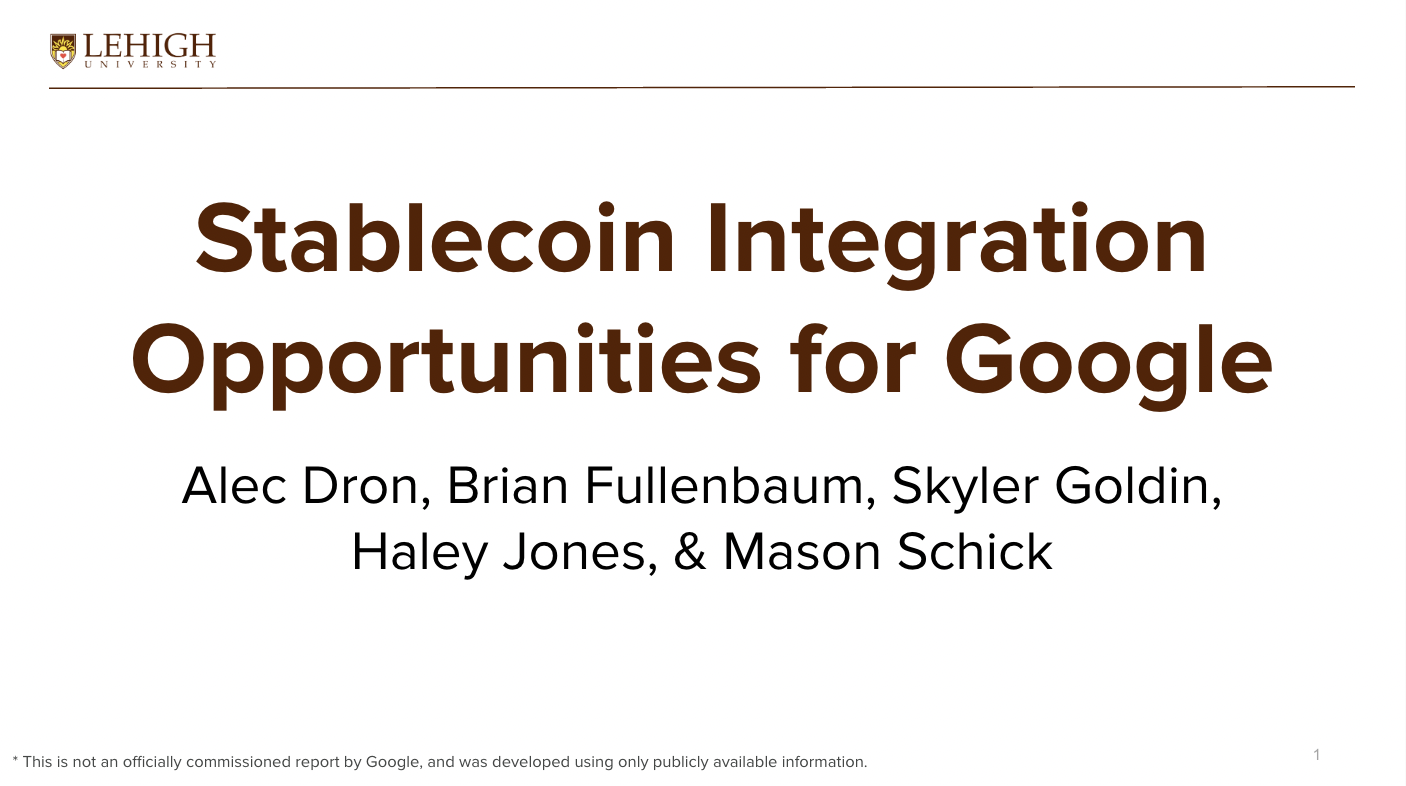 LEHIGH
UNIVERSITY
Stablecoin Integration
Opportunities for Google
Alec Dron, Brian Fullenbaum, Skyler Goldin,
Haley Jones, & Mason Schick
* This is not an officially commissioned report by Google, and was developed using only publicly available information.
1